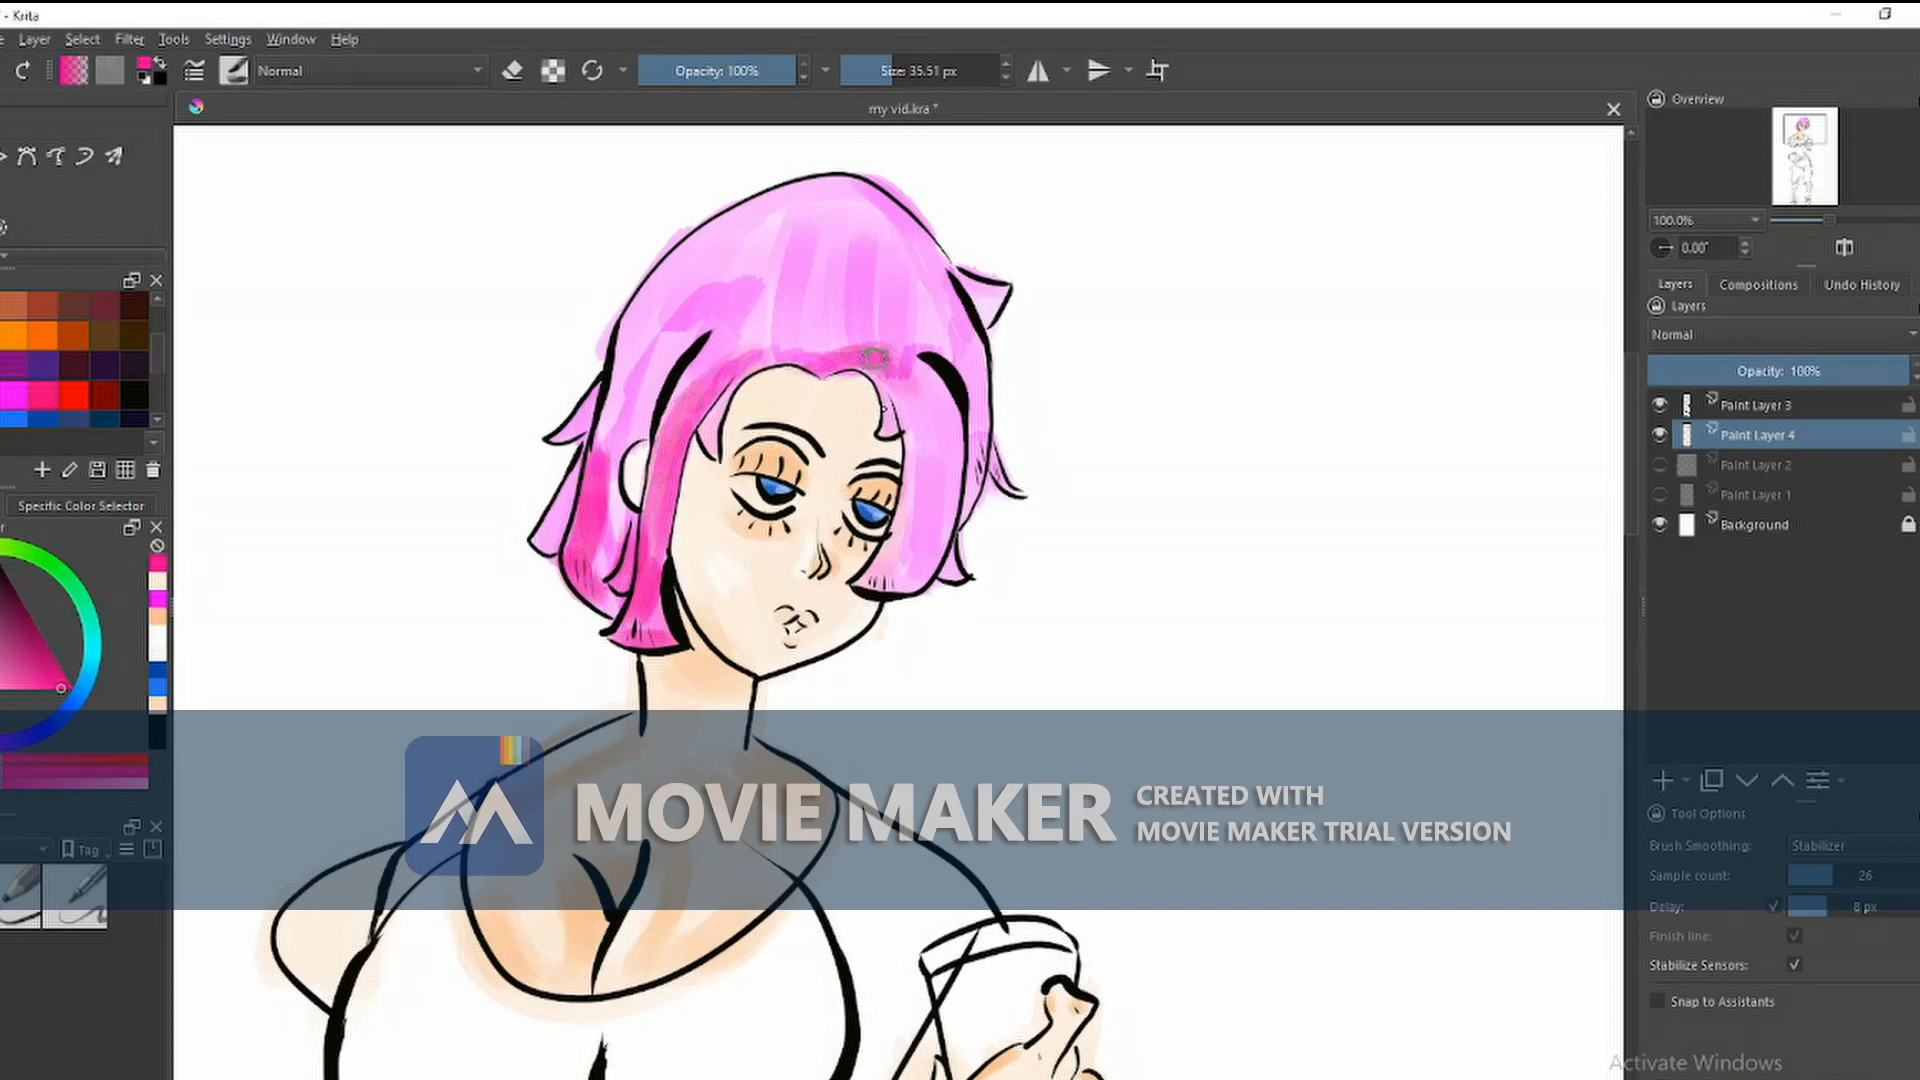 - Krita
Layer Select Filter Tools Settings Window Help
Normal
Opacity: 100%
Size: 35.51 px
my vid.kra *
Overview
100.0%
0.00°
Layers Compositions Undo History
Layers
Normal
Opacity: 100%
Paint Layer 3
Paint Layer 4
Paint Layer 2
Paint Layer 1
Background
Specific Color Selector
Tag
MOVIE MAKER
CREATED WITH
MOVIE MAKER TRIAL VERSION
Tool Options
Brush Smoothing: Stabilizer
Sample count: 26
Delay: 8 px
Finish line:
Stabilize Sensors:
Snap to Assistants
Activate Windows